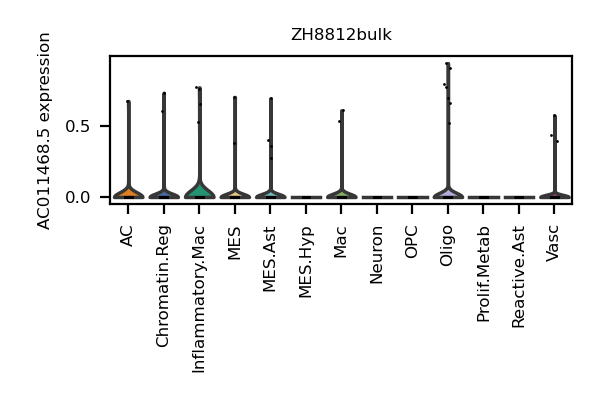 ZH8812bulk
AC011468.5 expression
0.5
0.0
AC
Chromatin.Reg
Inflammatory.Mac
MES
MES.Ast
MES.Hyp
Mac
Neuron
OPC
Oligo
Prolif.Metab
Reactive.Ast
Vasc